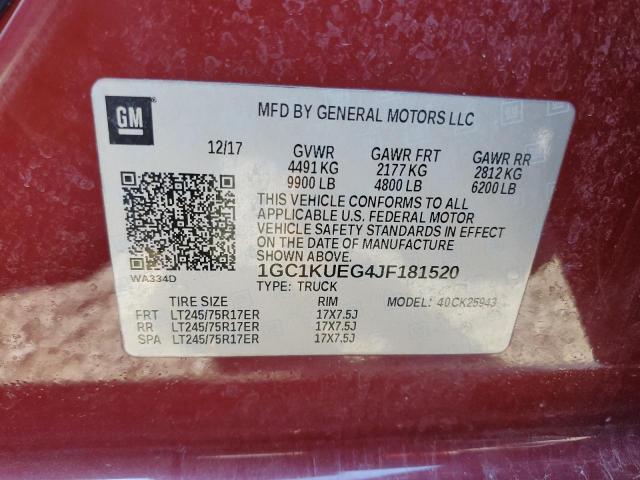 GM
MFD BY GENERAL MOTORS LLC
12/17 GVWR GAWR FRT GAWR RR
4491 KG 2177 KG 2812 KG
9900 LB 4800 LB 6200 LB
THIS VEHICLE CONFORMS TO ALL
APPLICABLE U.S. FEDERAL MOTOR
VEHICLE SAFETY STANDARDS IN EFFECT
ON THE DATE OF MANUFACTURE
SHOWN ABOVE.
WA334D
1GC1KUEG4JF181520
TYPE: TRUCK
MODEL: 40CK25943
TIRE SIZE RIM
FRT LT245/75R17ER 17X7.5J
RR LT245/75R17ER 17X7.5J
SPA LT245/75R17ER 17X7.5J